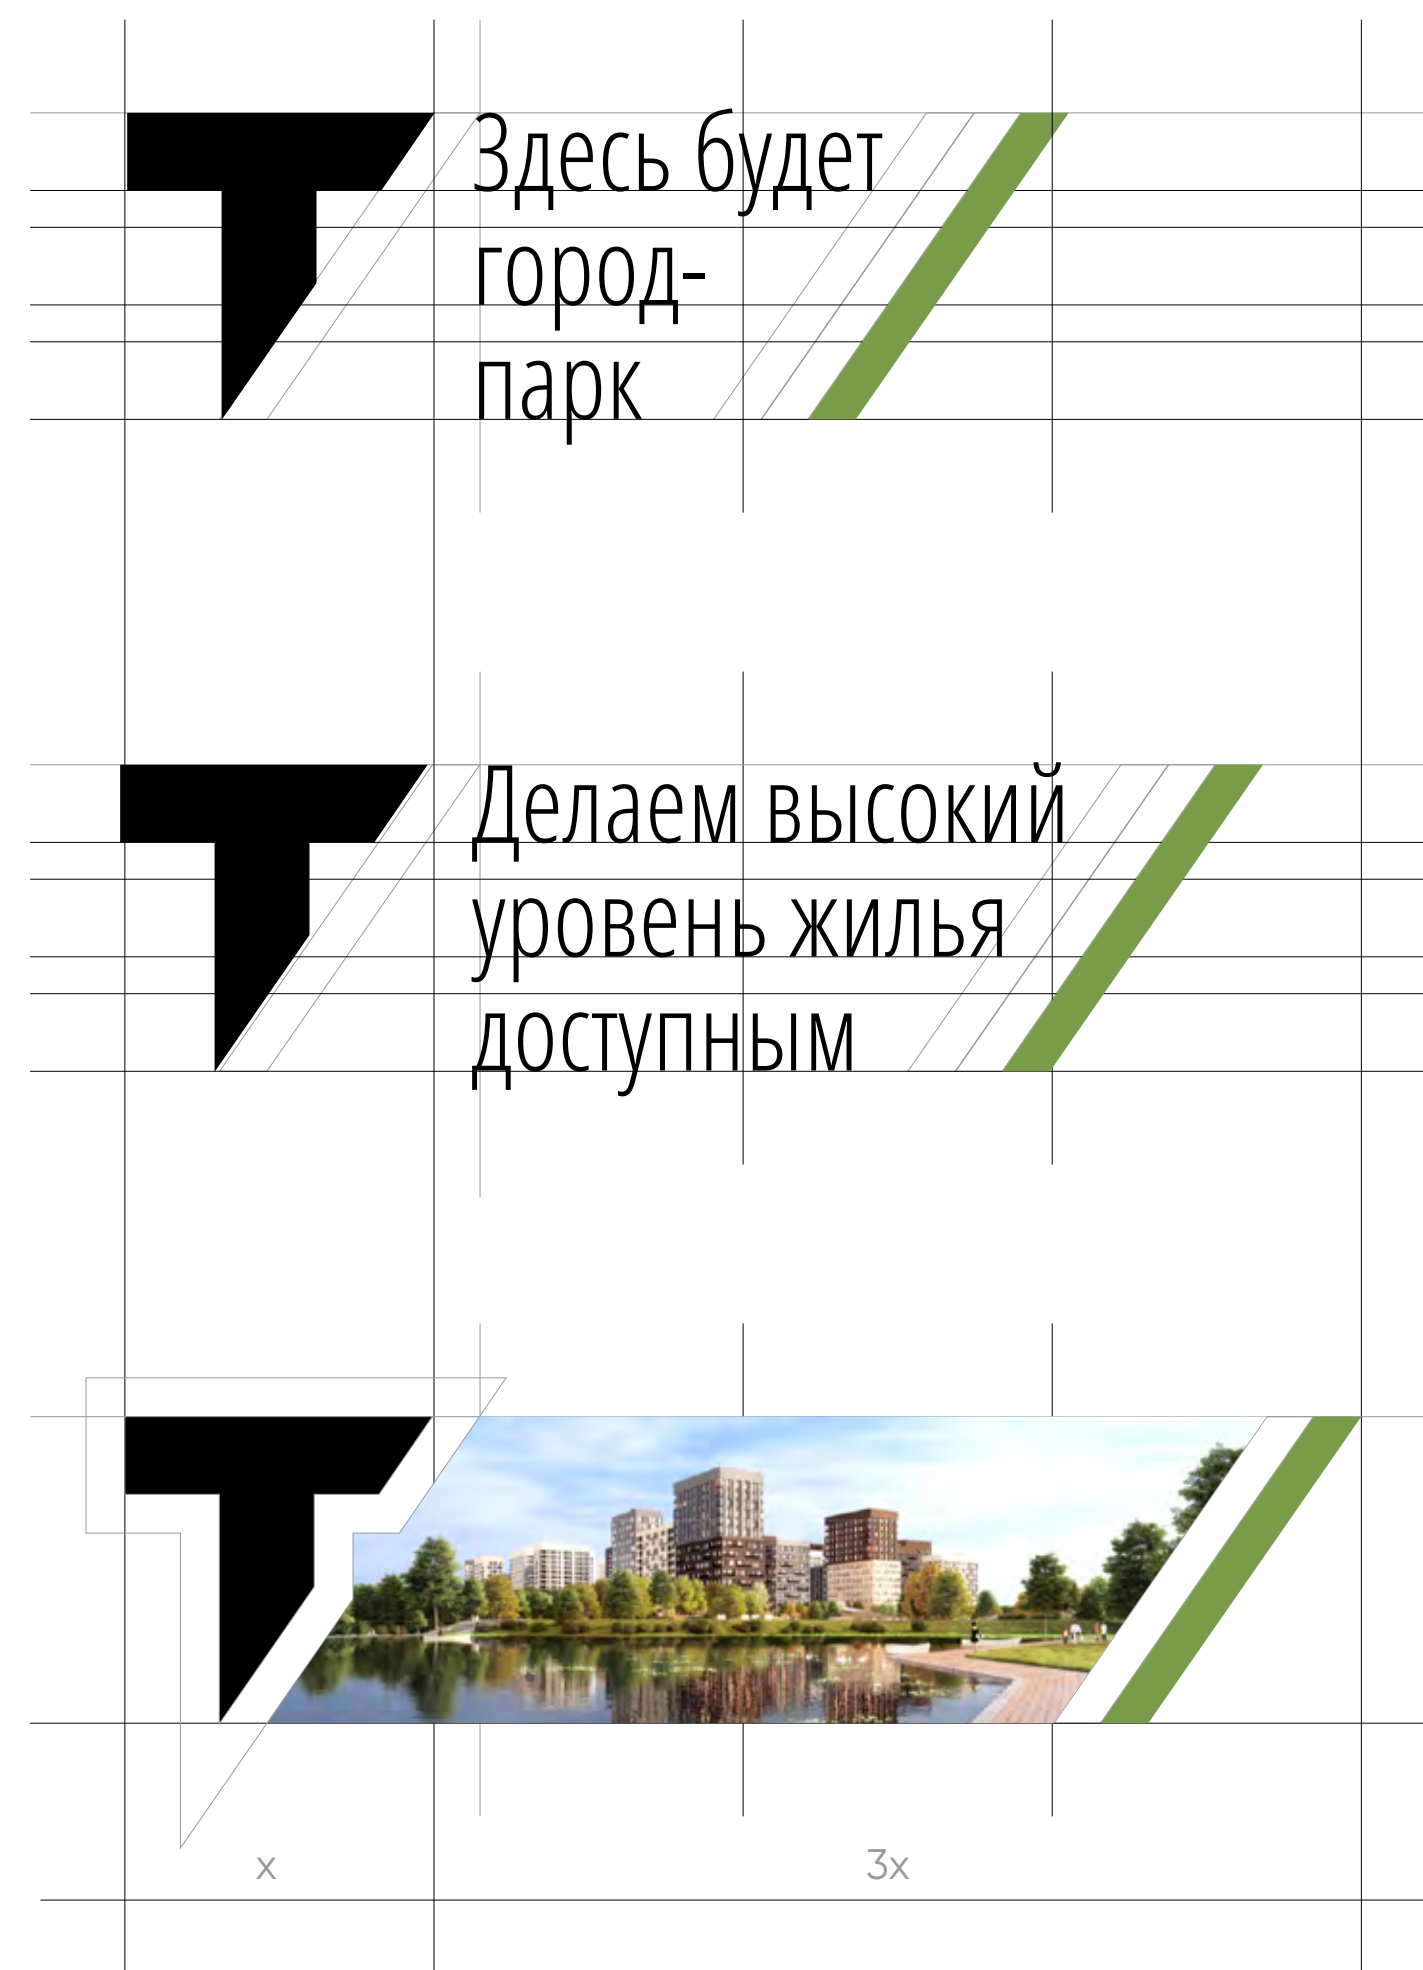 Т
Здесь будет
город-
парк
Т
Делаем высокий
уровень жилья
доступным
Т
x
3x